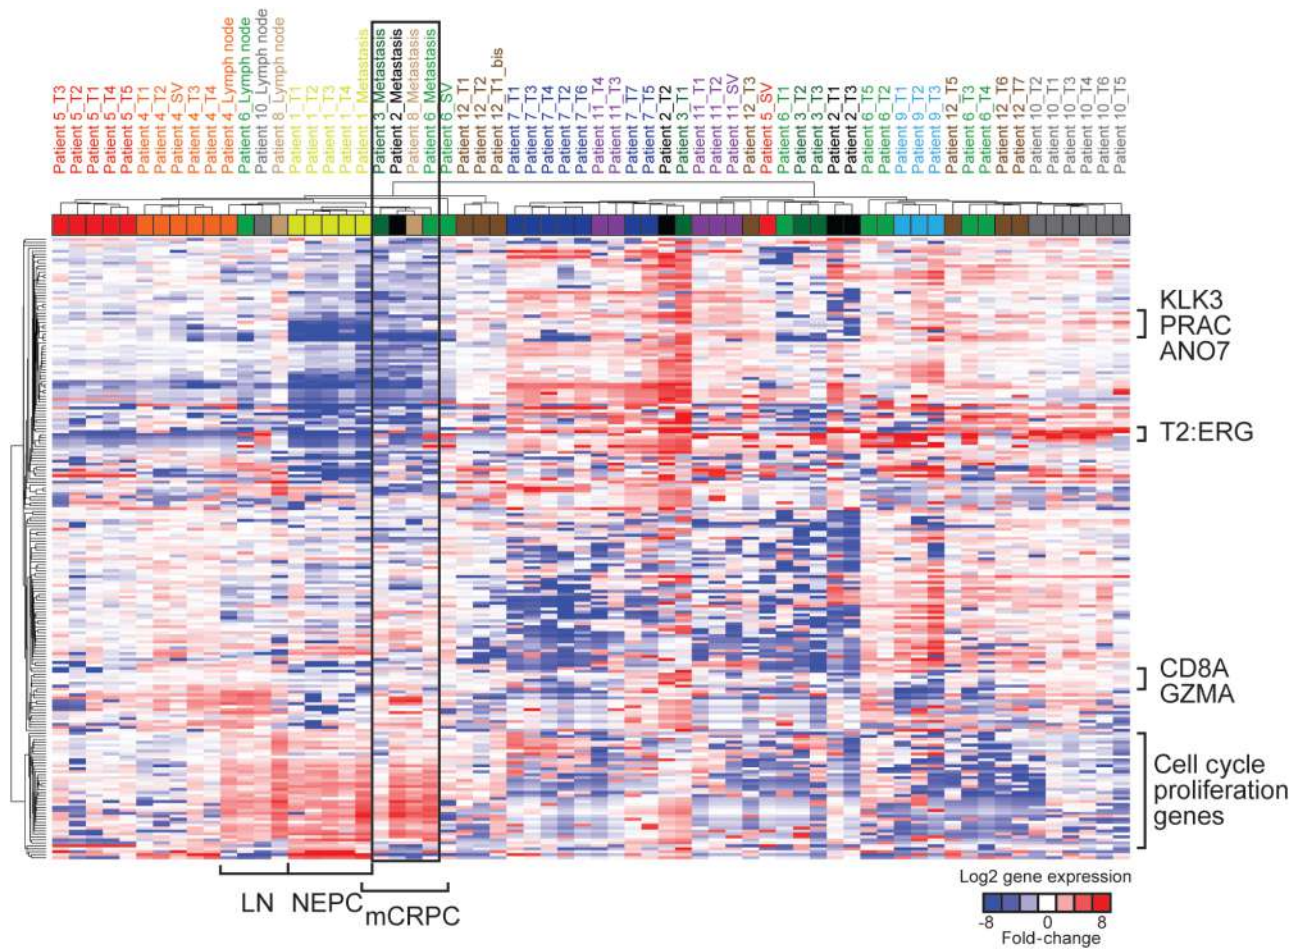 Patient 5_T3
Patient 5_T2
Patient 5_T1
Patient 5_T4
Patient 5_T5
Patient 4_T1
Patient 4_T2
Patient 4_SV
Patient 4_T3
Patient 4_T4
Patient 4_Lymph node
Patient 6_Lymph node
Patient 10_Lymph node
Patient 8_Lymph node
Patient 1_T1
Patient 1_T2
Patient 1_T3
Patient 1_T4
Patient 1_Metastasis
Patient 3_Metastasis
Patient 2_Metastasis
Patient 8_Metastasis
Patient 6_Metastasis
Patient 6_SV
Patient 12_T1
Patient 12_T2
Patient 12_T1_bis
Patient 7_T1
Patient 7_T3
Patient 7_T4
Patient 7_T2
Patient 7_T6
Patient 11_T4
Patient 11_T3
Patient 7_T7
Patient 7_T5
Patient 2_T2
Patient 3_T1
Patient 11_T1
Patient 11_T2
Patient 11_SV
Patient 12_T3
Patient 5_SV
Patient 6_T1
Patient 3_T2
Patient 3_T3
Patient 2_T1
Patient 2_T3
Patient 6_T5
Patient 6_T2
Patient 9_T1
Patient 9_T2
Patient 9_T3
Patient 12_T5
Patient 6_T3
Patient 6_T4
Patient 12_T6
Patient 12_T7
Patient 10_T2
Patient 10_T1
Patient 10_T3
Patient 10_T4
Patient 10_T6
Patient 10_T5
KLK3
PRAC
ANO7
T2:ERG
CD8A
GZMA
Cell cycle
proliferation
genes
LN
NEPC
mCRPC
Log2 gene expression
-8 0 8
Fold-change